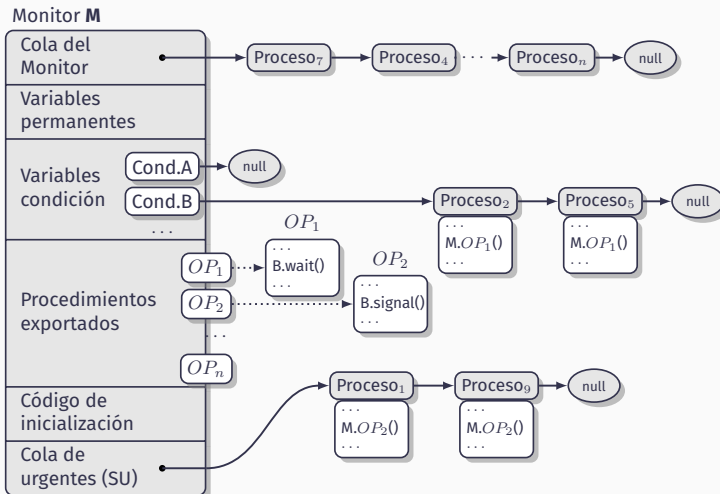 Monitor M
Cola del
Monitor
Proceso₇
Proceso₄
...
Procesoₙ
null
Variables
permanentes
Variables
condición
Cond.A
null
Cond.B
...
Proceso₂
Proceso₅
null
...
M.OP₁()
...
...
M.OP₁()
...
Procedimientos
exportados
OP₁
OP₂
...
OPₙ
OP₁
...
B.wait()
...
OP₂
...
B.signal()
...
Código de
inicialización
Proceso₁
Proceso₉
null
...
M.OP₂()
...
...
M.OP₂()
...
Cola de
urgentes (SU)